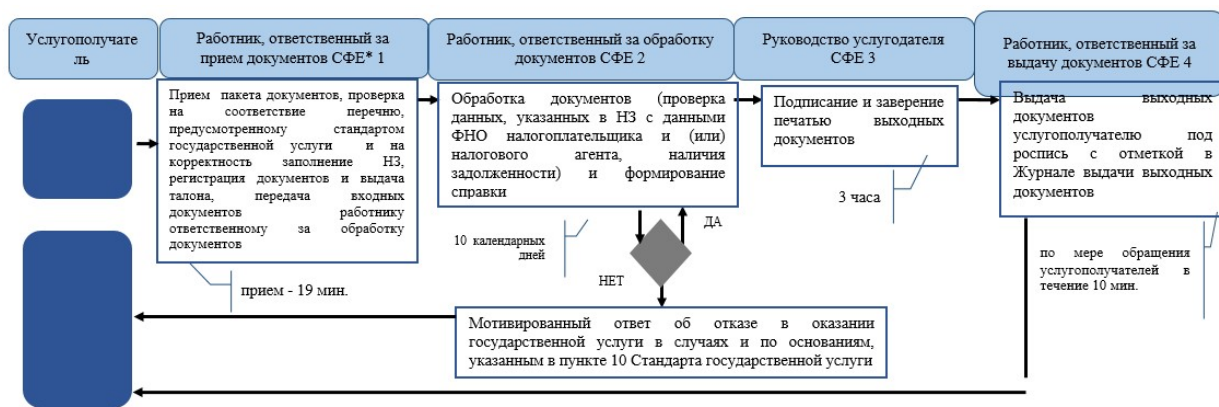 Услугополучате
ль
Работник, ответственный за
прием документов СФЕ* 1
Работник, ответственный за обработку
документов СФЕ 2
Руководство услугодателя
СФЕ 3
Работник, ответственный за
выдачу документов СФЕ 4
Прием пакета документов, проверка
на соответствие перечню,
предусмотренному стандартом
государственной услуги и на
корректность заполнение НЗ,
регистрация документов и выдача
талона, передача входных
документов работнику
ответственному за обработку
документов
Обработка документов (проверка
данных, указанных в НЗ с данными
ФНО налогоплательщика и (или)
налогового агента, наличия
задолженности) и формирование
справки
Подписание и заверение
печатью выходных
документов
Выдача выходных
документов
услугополучателю под
роспись с отметкой в
Журнале выдачи выходных
документов
прием - 19 мин.
10 календарных
дней
ДА
НЕТ
3 часа
по мере обращения
услугополучателей в
течение 10 мин.
Мотивированный ответ об отказе в оказании
государственной услуги в случаях и по основаниям,
указанным в пункте 10 Стандарта государственной услуги